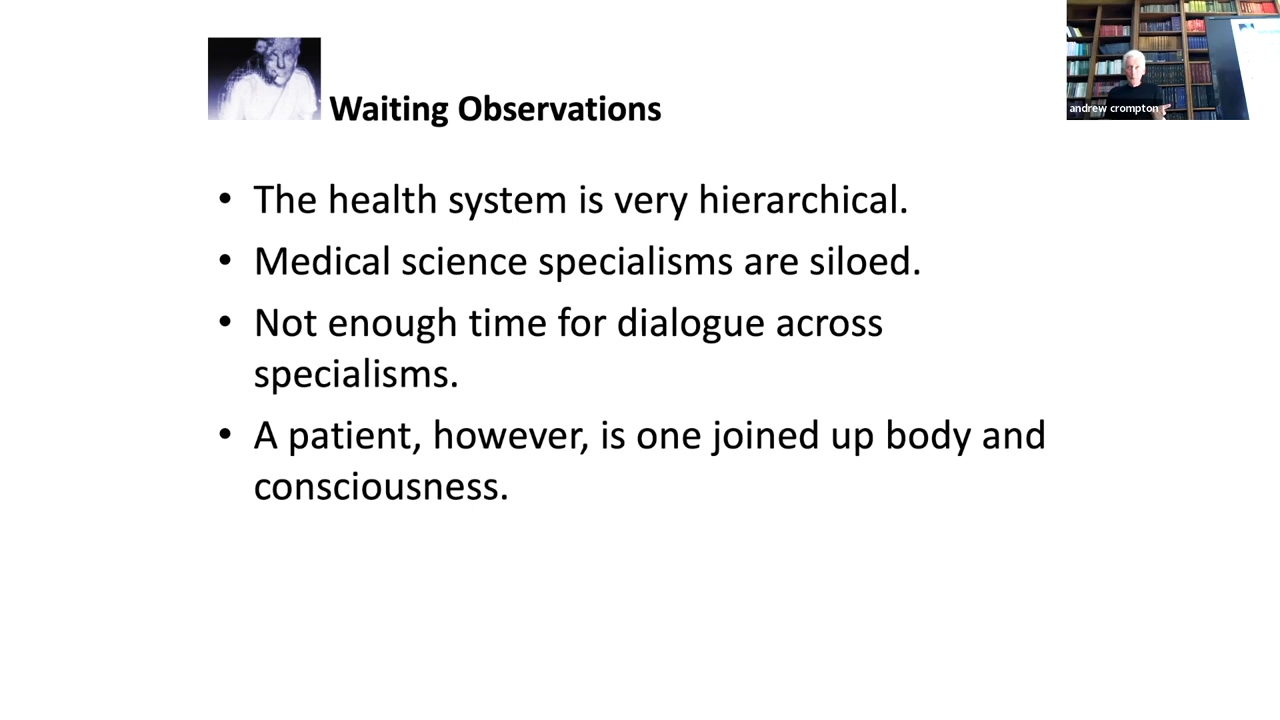 andrew crompton
Waiting Observations
• The health system is very hierarchical.
• Medical science specialisms are siloed.
• Not enough time for dialogue across
specialisms.
• A patient, however, is one joined up body and
consciousness.